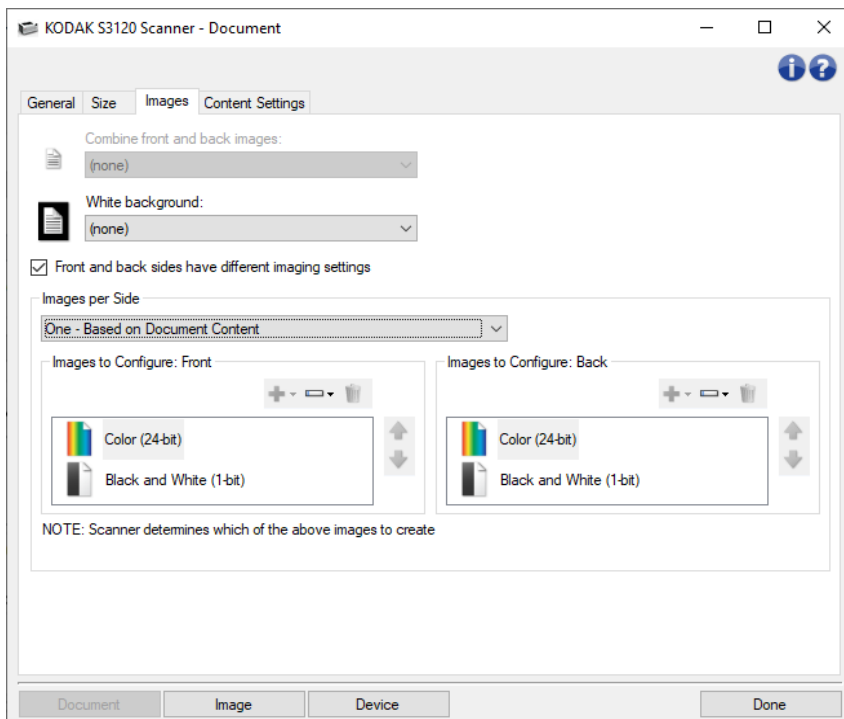 KODAK S3120 Scanner - Document
General Size Images Content Settings
Combine front and back images:
(none)
White background:
(none)
Front and back sides have different imaging settings
Images per Side
One - Based on Document Content
Images to Configure: Front
Color (24-bit)
Black and White (1-bit)
Images to Configure: Back
Color (24-bit)
Black and White (1-bit)
NOTE: Scanner determines which of the above images to create
Document Image Device Done